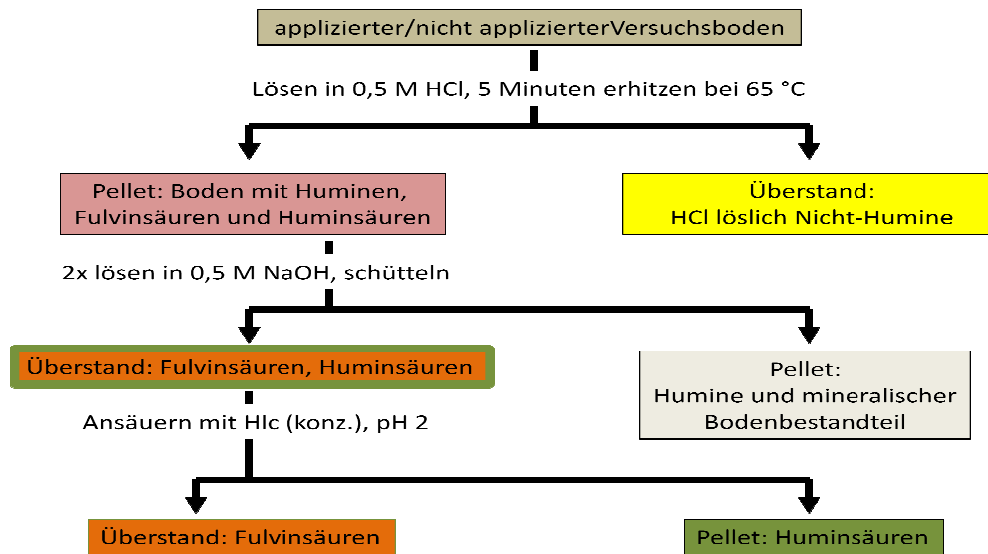 applizierter/nicht applizierterVersuchsboden
Lösen in 0,5 M HCl, 5 Minuten erhitzen bei 65 °C
Pellet: Boden mit Huminen,
Fulvinsäuren und Huminsäuren
Überstand:
HCl löslich Nicht-Humine
2x lösen in 0,5 M NaOH, schütteln
Überstand: Fulvinsäuren, Huminsäuren
Pellet:
Humine und mineralischer
Bodenbestandteil
Ansäuern mit Hlc (konz.), pH 2
Überstand: Fulvinsäuren
Pellet: Huminsäuren